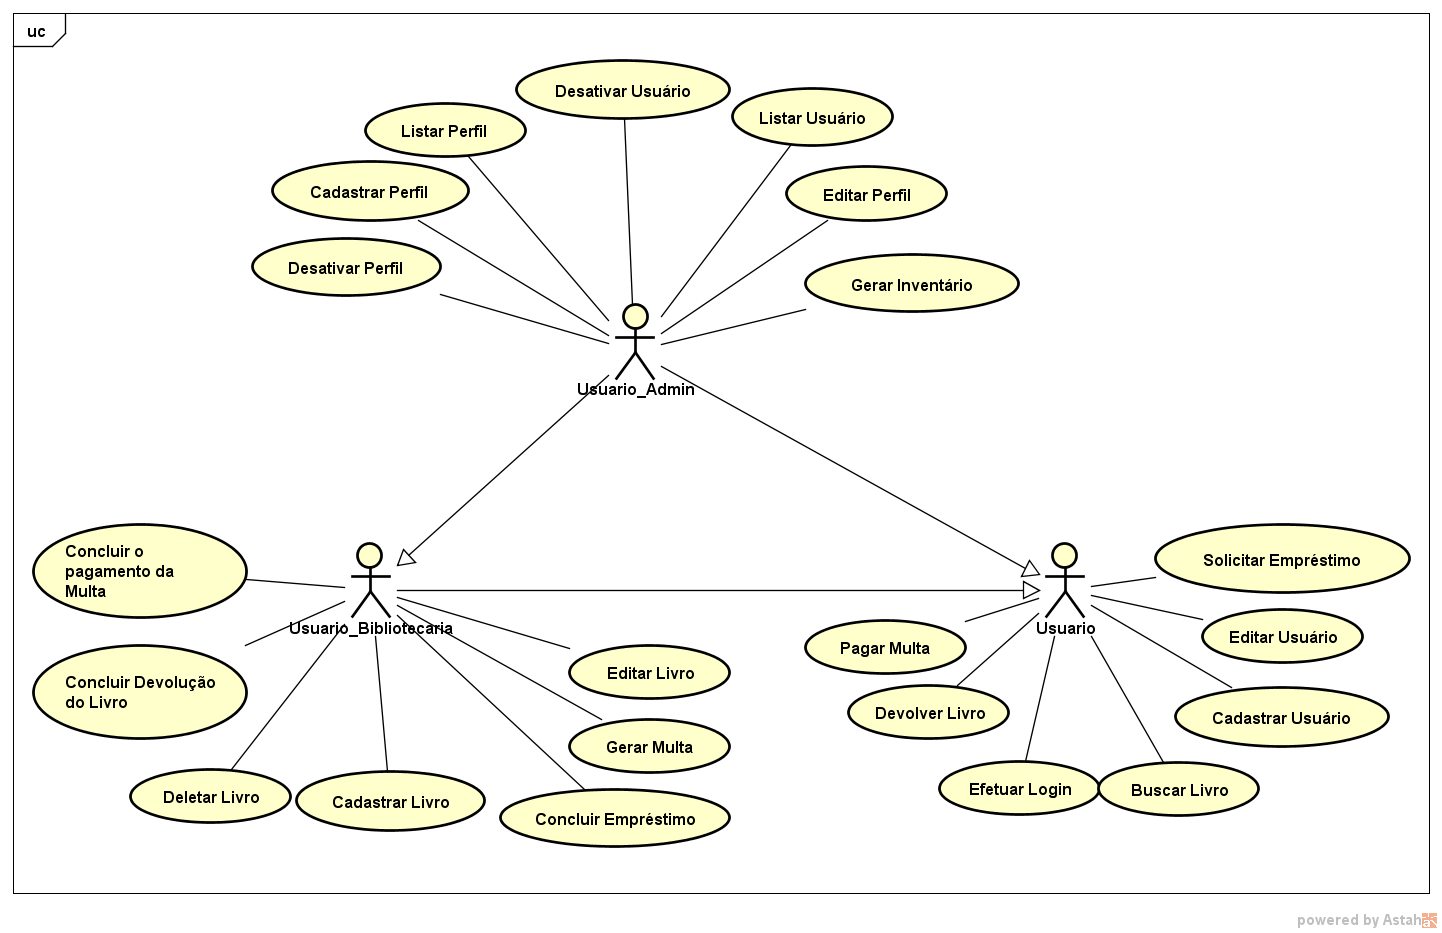 uc
Desativar Usuário
Listar Usuário
Listar Perfil
Cadastrar Perfil
Editar Perfil
Desativar Perfil
Gerar Inventário
Usuario_Admin
Concluir o
pagamento da
Multa
Solicitar Empréstimo
Usuario_Bibliotecaria
Usuario
Editar Usuário
Pagar Multa
Editar Livro
Concluir Devolução
do Livro
Devolver Livro
Cadastrar Usuário
Gerar Multa
Efetuar Login
Buscar Livro
Deletar Livro
Cadastrar Livro
Concluir Empréstimo
powered by Astah